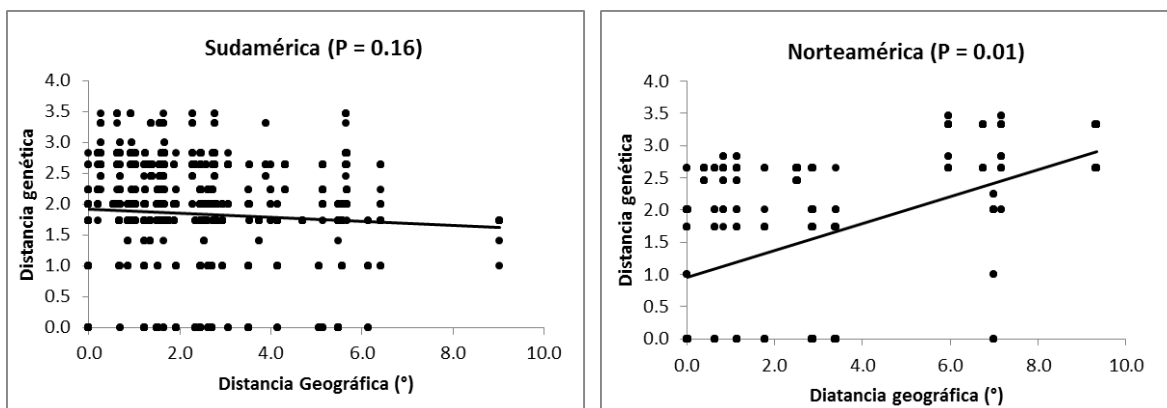 Sudamérica (P = 0.16)
Distancia genética
4.0
3.5
3.0
2.5
2.0
1.5
1.0
0.5
0.0
0.0 2.0 4.0 6.0 8.0 10.0
Distancia Geográfica (°)
Norteamérica (P = 0.01)
Distancia genética
4.0
3.5
3.0
2.5
2.0
1.5
1.0
0.5
0.0
0.0 2.0 4.0 6.0 8.0 10.0
Diatancia geográfica (°)